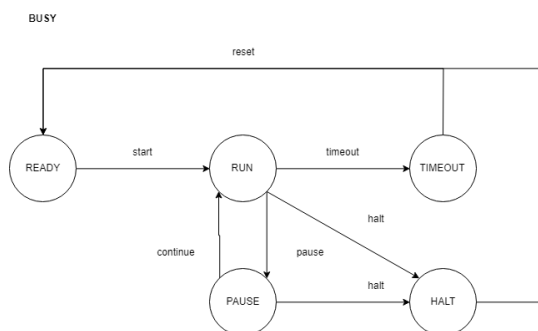 BUSY
reset
start
timeout
READY
RUN
TIMEOUT
halt
continue
pause
halt
PAUSE
HALT